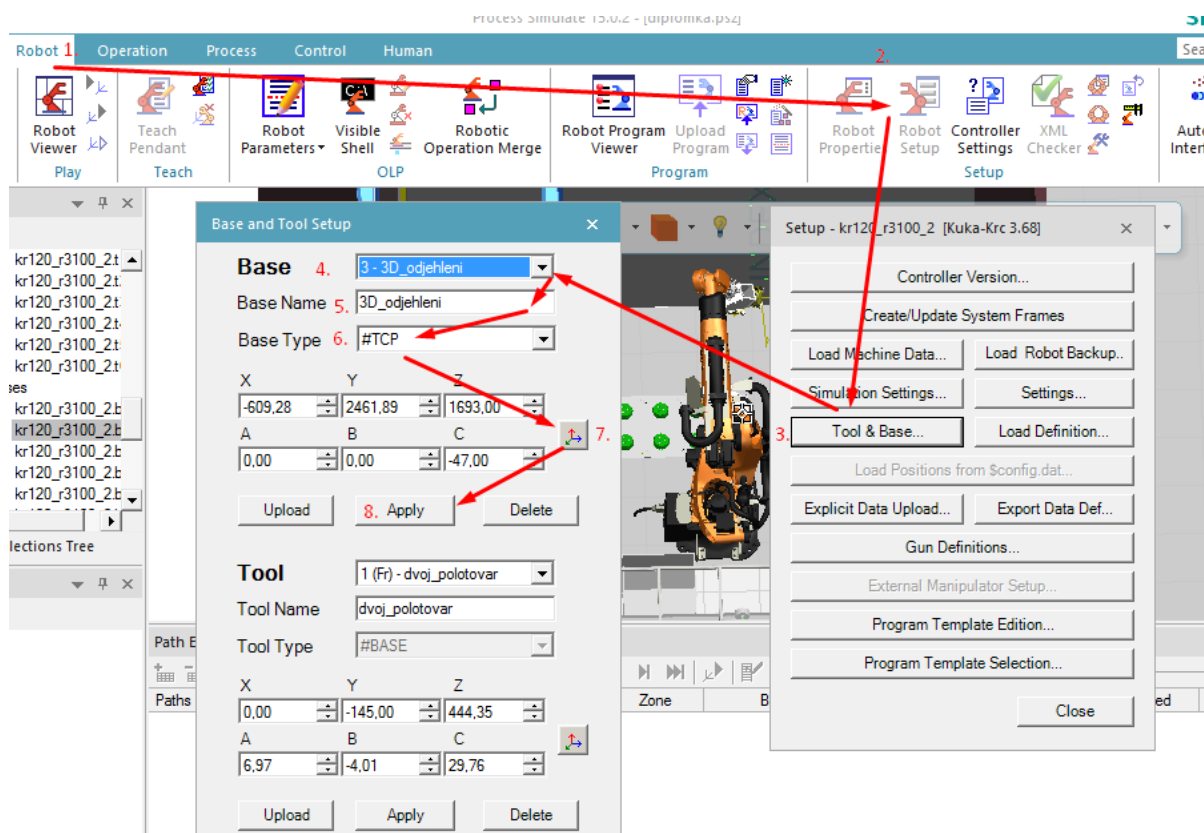 Process Simulate 15.0.2 - [diplomka.psz]
Robot 1. Operation Process Control Human
2.
Robot Viewer
Teach Pendant
Robot Parameters
Visible Shell
Robotic Operation Merge
Robot Program Viewer
Upload Program
Robot Propertie
Robot Setup
Controller Settings
XML Checker
Play
Teach
OLP
Program
Setup
kr120_r3100_2.t
kr120_r3100_2.t
kr120_r3100_2.t
kr120_r3100_2.t
kr120_r3100_2.t
kr120_r3100_2.t
kr120_r3100_2.b
kr120_r3100_2.b
kr120_r3100_2.b
kr120_r3100_2.b
kr120_r3100_2.b
lections Tree
Base and Tool Setup
Base 4. 3 - 3D_odjehleni
Base Name 5. 3D_odjehleni
Base Type 6. #TCP
X Y Z
-609,28 2461,89 1693,00
A B C 7.
0,00 0,00 -47,00
Upload 8. Apply Delete
Tool 1 (Fr) - dvoj_polotovar
Tool Name dvoj_polotovar
Tool Type #BASE
X Y Z
0,00 -145,00 444,35
A B C
6,97 -4,01 29,76
Upload Apply Delete
Setup - kr120_r3100_2 [Kuka-Krc 3.68]
Controller Version...
Create/Update System Frames
Load Machine Data... Load Robot Backup..
Simulation Settings... Settings...
3. Tool & Base... Load Definition...
Load Positions from $config.dat...
Explicit Data Upload... Export Data Def...
Gun Definitions...
External Manipulator Setup...
Program Template Edition...
Program Template Selection...
Close
Path E
Paths
Zone